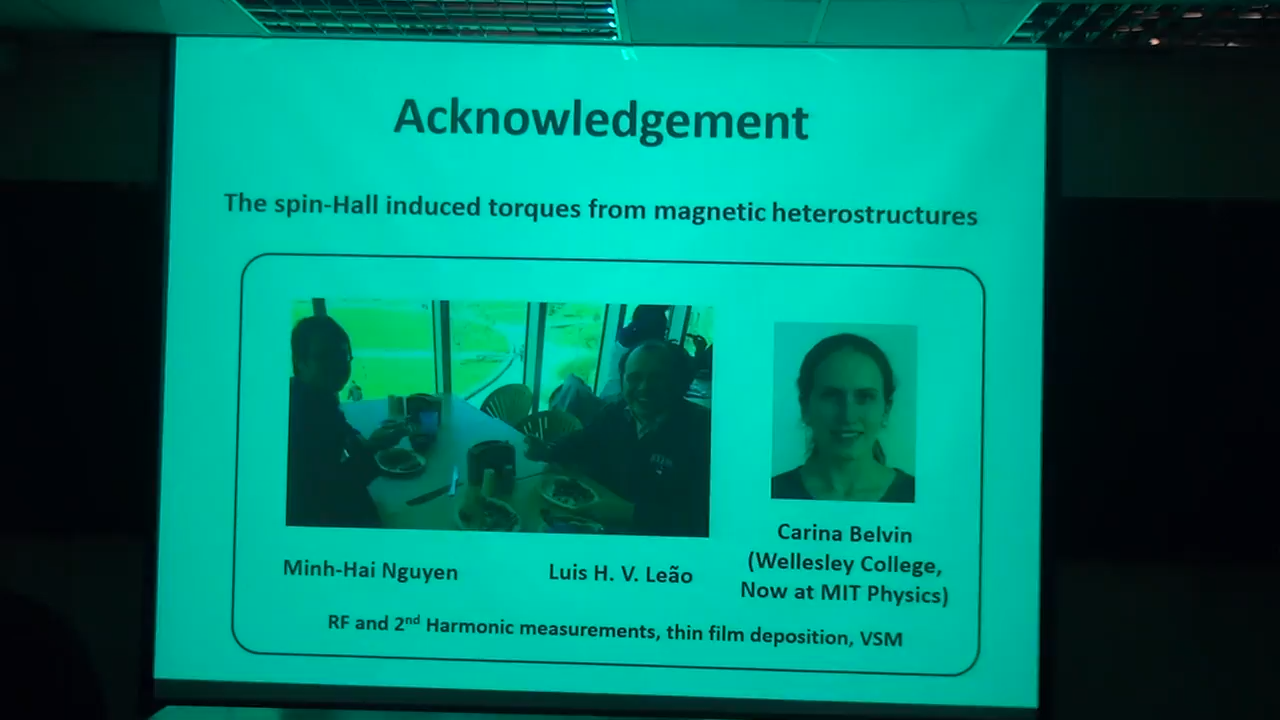 Acknowledgement
The spin-Hall induced torques from magnetic heterostructures
Minh-Hai Nguyen
Luis H. V. Leão
Carina Belvin
(Wellesley College,
Now at MIT Physics)
RF and 2nd Harmonic measurements, thin film deposition, VSM